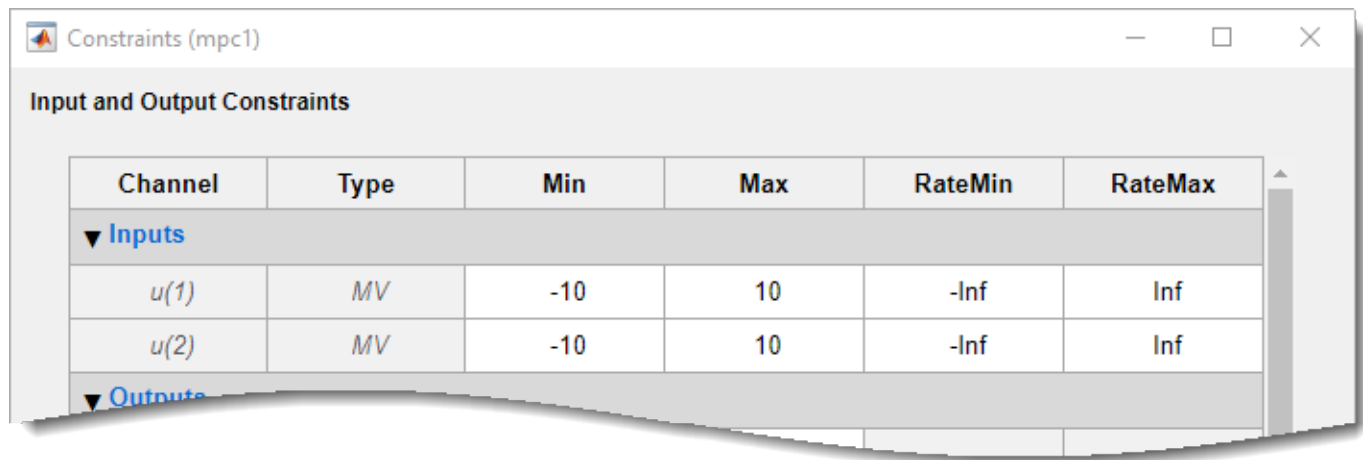 Constraints (mpc1)
Input and Output Constraints
Channel Type Min Max RateMin RateMax
Inputs
u(1) MV -10 10 -Inf Inf
u(2) MV -10 10 -Inf Inf
Outputs